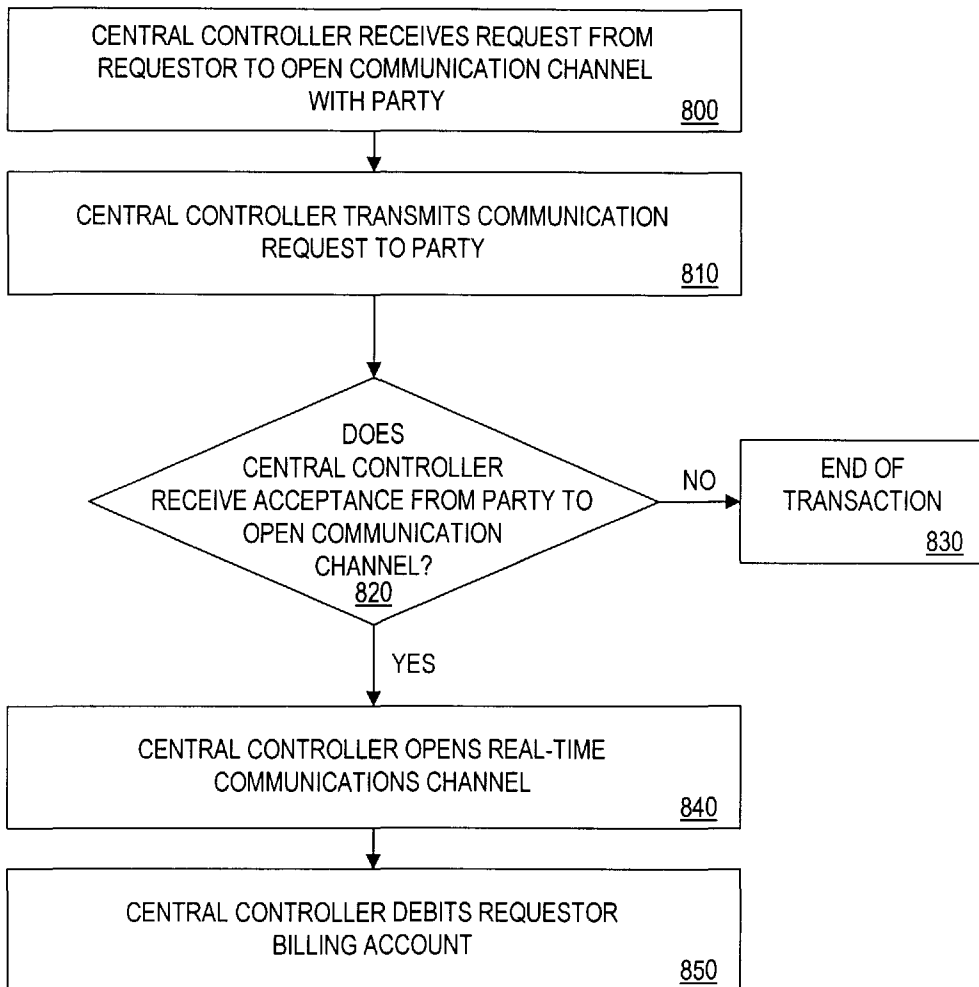 CENTRAL CONTROLLER RECEIVES REQUEST FROM
REQUESTOR TO OPEN COMMUNICATION CHANNEL
WITH PARTY
800
CENTRAL CONTROLLER TRANSMITS COMMUNICATION
REQUEST TO PARTY
810
DOES
CENTRAL CONTROLLER
RECEIVE ACCEPTANCE FROM PARTY TO
OPEN COMMUNICATION
CHANNEL?
820
NO
END OF
TRANSACTION
830
YES
CENTRAL CONTROLLER OPENS REAL-TIME
COMMUNICATIONS CHANNEL
840
CENTRAL CONTROLLER DEBITS REQUESTOR
BILLING ACCOUNT
850